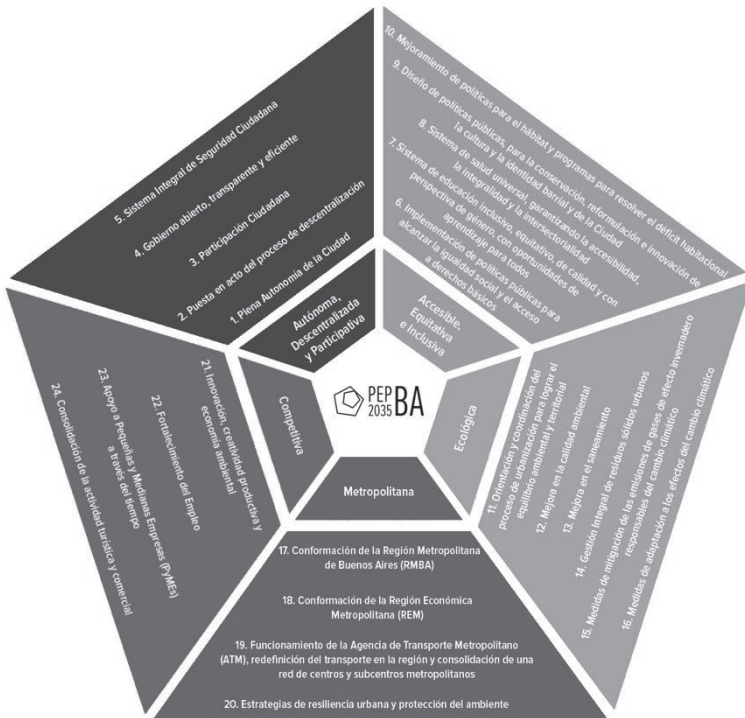 PEP
2035 BA
Autónoma,
Descentralizada
y Participativa
1. Plena Autonomía de la Ciudad
2. Puesta en acto del proceso de descentralización
3. Participación Ciudadana
4. Gobierno abierto, transparente y eficiente
5. Sistema Integral de Seguridad Ciudadana
Accesible,
Equitativa
e Inclusiva
6. Implementación de políticas públicas para
alcanzar la igualdad social y el acceso
a derechos básicos
7. Sistema de educación inclusivo, equitativo, de calidad y con
perspectiva de género, con oportunidades de
aprendizaje para todos
8. Sistema de salud universal, garantizando la accesibilidad,
la integralidad y la intersectorialidad
9. Diseño de políticas públicas, para la conservación, reformulación e innovación de
la cultura y la identidad barrial y de la Ciudad
10. Mejoramiento de políticas para el hábitat y programas para resolver el déficit habitacional
Ecológica
11. Orientación y coordinación del
proceso de urbanización para lograr el
equilibrio ambiental y territorial
12. Mejora en la calidad ambiental
13. Mejora en el saneamiento
14. Gestión Integral de residuos sólidos urbanos
15. Medidas de mitigación de las emisiones de gases de efecto invernadero
responsables del cambio climático
16. Medidas de adaptación a los efectos del cambio climático
Metropolitana
17. Conformación de la Región Metropolitana
de Buenos Aires (RMBA)
18. Conformación de la Región Económica
Metropolitana (REM)
19. Funcionamiento de la Agencia de Transporte Metropolitano
(ATM), redefinición del transporte en la región y consolidación de una
red de centros y subcentros metropolitanos
20. Estrategias de resiliencia urbana y protección del ambiente
Competitiva
21. Innovación, creatividad productiva y
economía ambiental
22. Fortalecimiento del Empleo
23. Apoyo a Pequeñas y Medianas Empresas (PyMEs)
a través del tiempo
24. Consolidación de la actividad turística y comercial